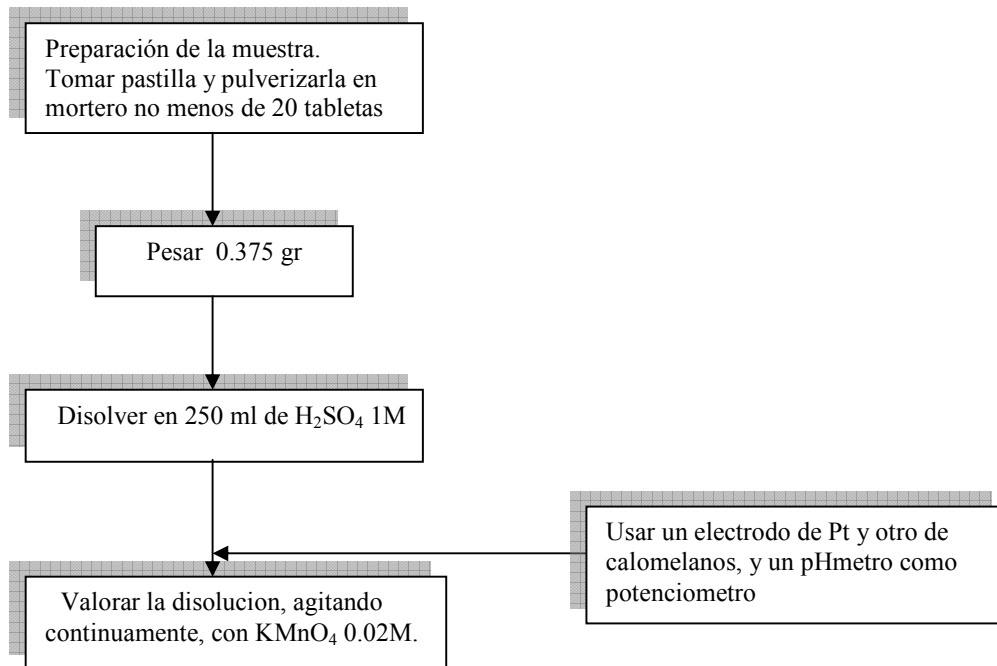 Preparación de la muestra.
Tomar pastilla y pulverizarla en
mortero no menos de 20 tabletas
Pesar 0.375 gr
Disolver en 250 ml de H₂SO₄ 1M
Usar un electrodo de Pt y otro de
calomelanos, y un pHmetro como
potenciometro
Valorar la disolucion, agitando
continuamente, con KMnO₄ 0.02M.